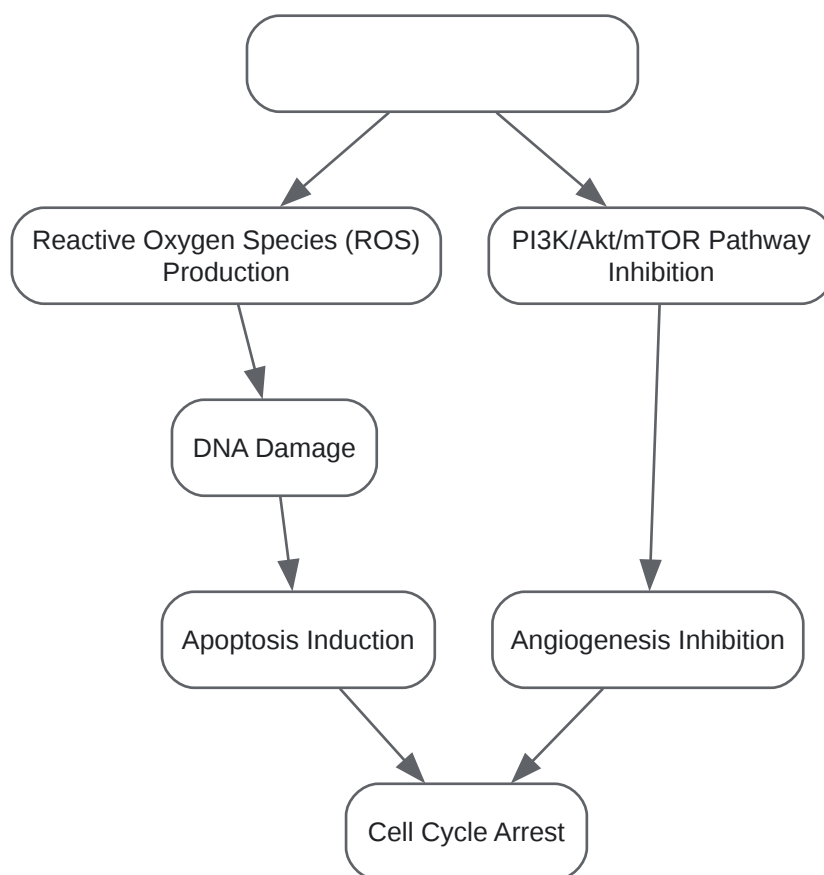 Reactive Oxygen Species (ROS)
Production
PI3K/Akt/mTOR Pathway
Inhibition
DNA Damage
Apoptosis Induction
Angiogenesis Inhibition
Cell Cycle Arrest